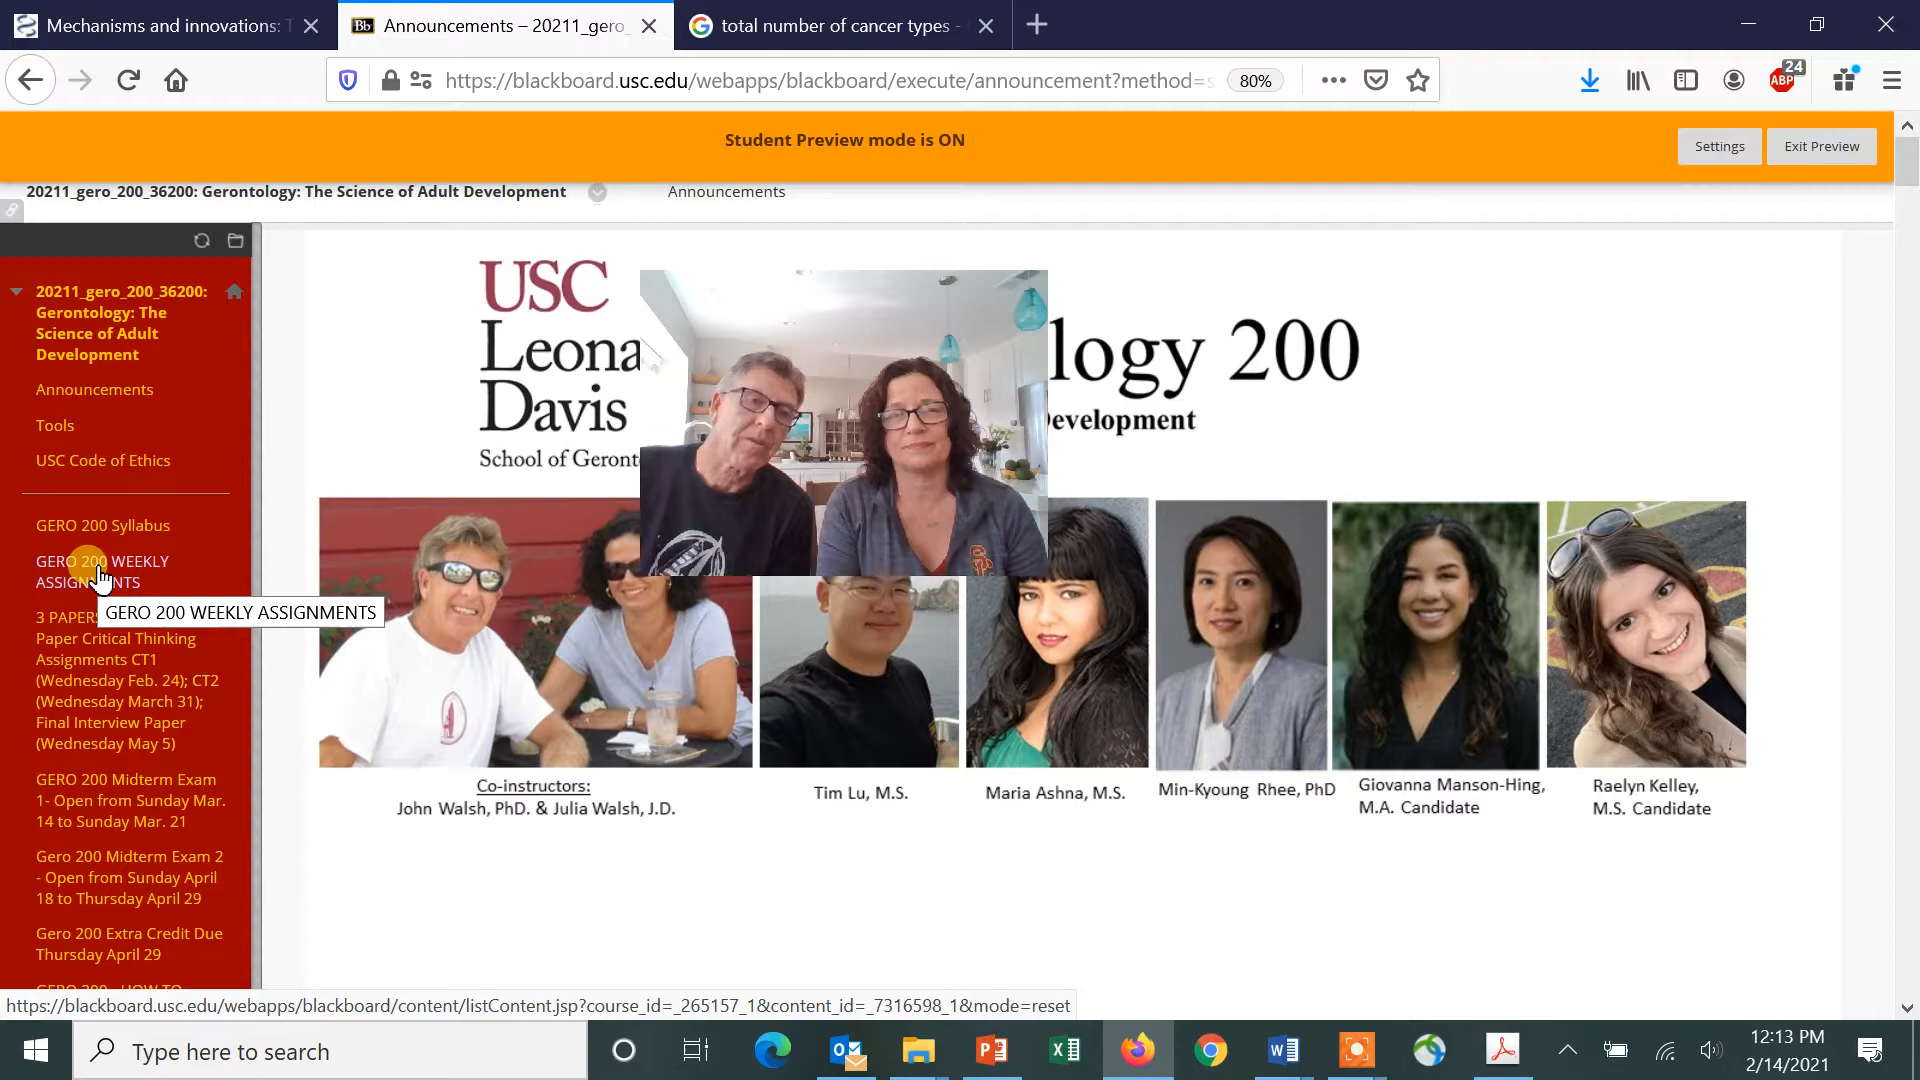 Mechanisms and innovations: T
Announcements – 20211_gero_
total number of cancer types -
https://blackboard.usc.edu/webapps/blackboard/execute/announcement?method=s
80%
ABP
24
Student Preview mode is ON
Settings
Exit Preview
20211_gero_200_36200: Gerontology: The Science of Adult Development
Announcements
20211_gero_200_36200:
Gerontology: The
Science of Adult
Development
Announcements
Tools
USC Code of Ethics
GERO 200 Syllabus
GERO 200 WEEKLY
ASSIGNMENTS
GERO 200 WEEKLY ASSIGNMENTS
3 PAPERS
Paper Critical Thinking
Assignments CT1
(Wednesday Feb. 24); CT2
(Wednesday March 31);
Final Interview Paper
(Wednesday May 5)
GERO 200 Midterm Exam
1- Open from Sunday Mar.
14 to Sunday Mar. 21
Gero 200 Midterm Exam 2
- Open from Sunday April
18 to Thursday April 29
Gero 200 Extra Credit Due
Thursday April 29
USC
Leona
Davis
School of Geront
logy 200
evelopment
Co-instructors:
John Walsh, PhD. & Julia Walsh, J.D.
Tim Lu, M.S.
Maria Ashna, M.S.
Min-Kyoung Rhee, PhD
Giovanna Manson-Hing,
M.A. Candidate
Raelyn Kelley,
M.S. Candidate
https://blackboard.usc.edu/webapps/blackboard/content/listContent.jsp?course_id=_265157_1&content_id=_7316598_1&mode=reset
Type here to search
12:13 PM
2/14/2021